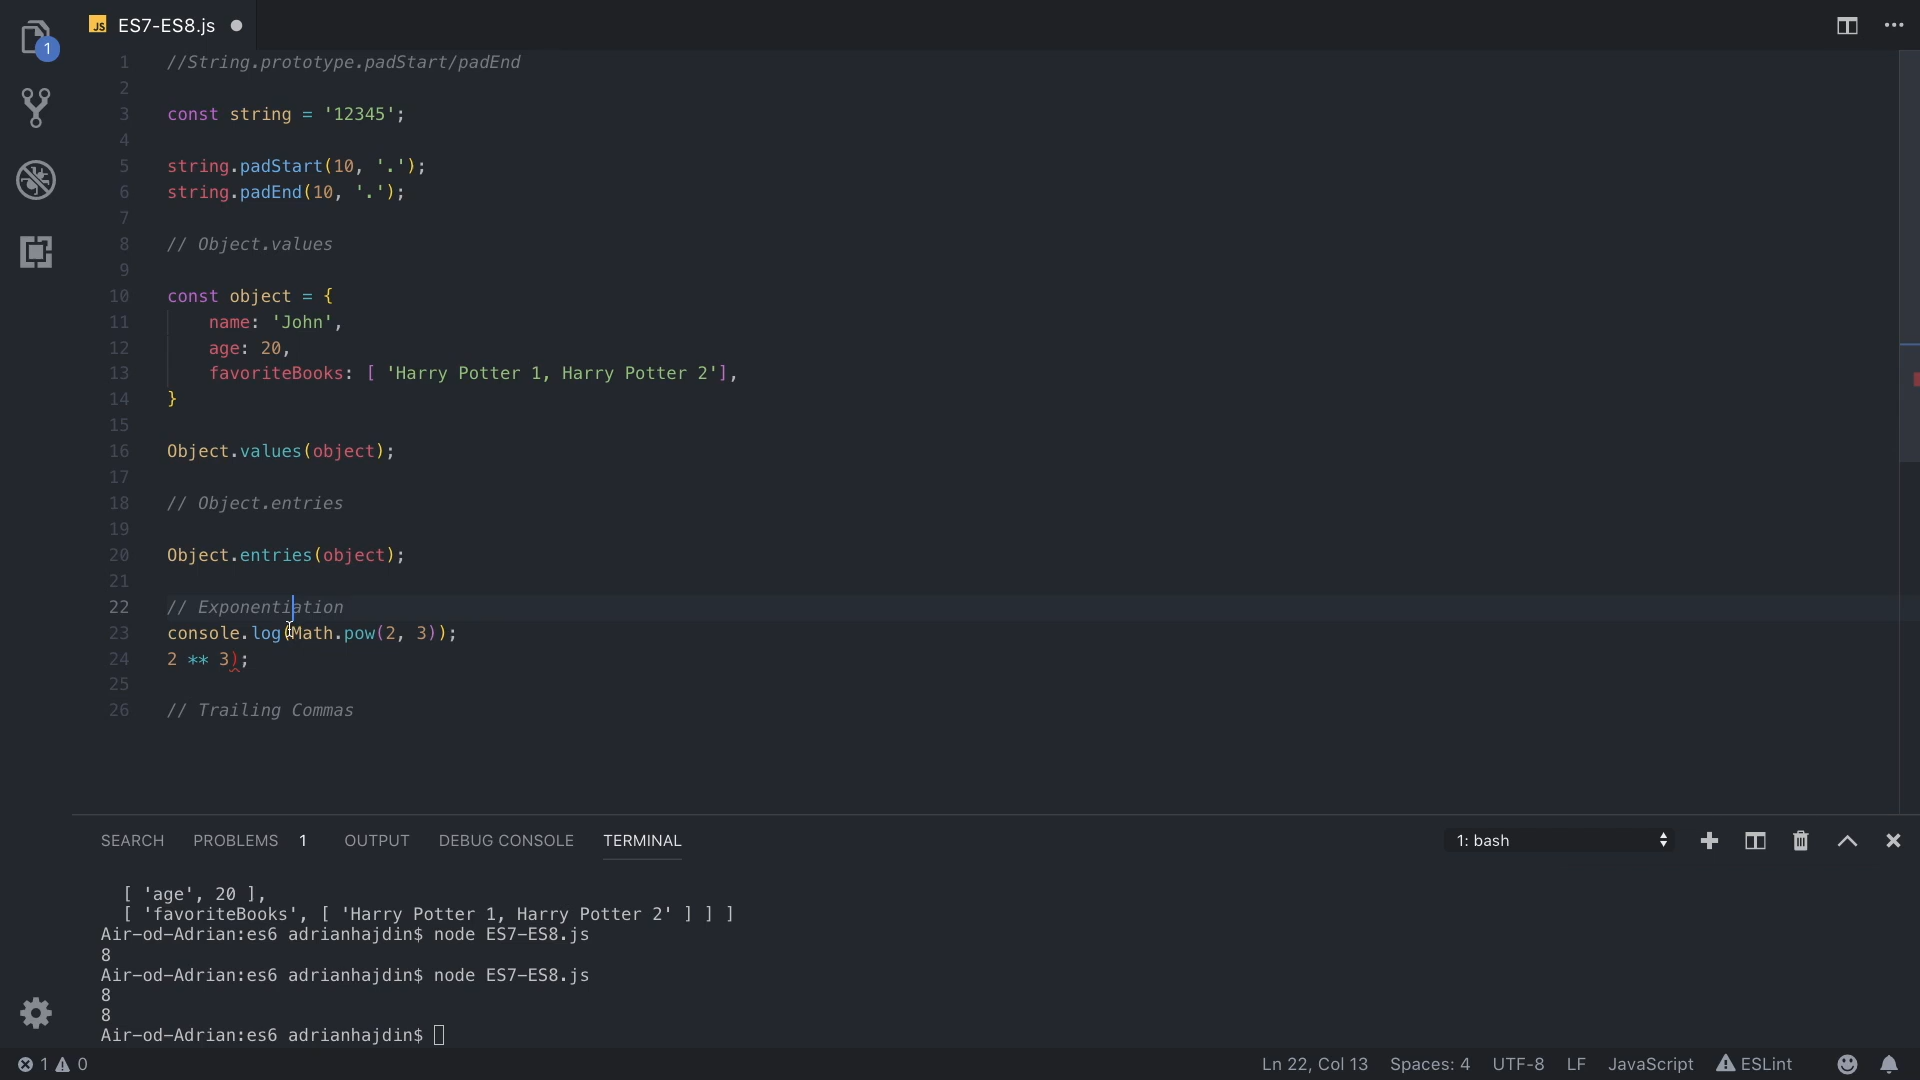 1
JS ES7-ES8.js
1 //String.prototype.padStart/padEnd
2
3 const string = '12345';
4
5 string.padStart(10, '.');
6 string.padEnd(10, '.');
7
8 // Object.values
9
10 const object = {
11 name: 'John',
12 age: 20,
13 favoriteBooks: [ 'Harry Potter 1, Harry Potter 2'],
14 }
15
16 Object.values(object);
17
18 // Object.entries
19
20 Object.entries(object);
21
22 // Exponentiation
23 console.log(Math.pow(2, 3));
24 2 ** 3);
25
26 // Trailing Commas
SEARCH PROBLEMS 1 OUTPUT DEBUG CONSOLE TERMINAL 1: bash
[ 'age', 20 ],
[ 'favoriteBooks', [ 'Harry Potter 1, Harry Potter 2' ] ] ]
Air-od-Adrian:es6 adrianhajdin$ node ES7-ES8.js
8
Air-od-Adrian:es6 adrianhajdin$ node ES7-ES8.js
8
8
Air-od-Adrian:es6 adrianhajdin$
1 0 Ln 22, Col 13 Spaces: 4 UTF-8 LF JavaScript ESLint